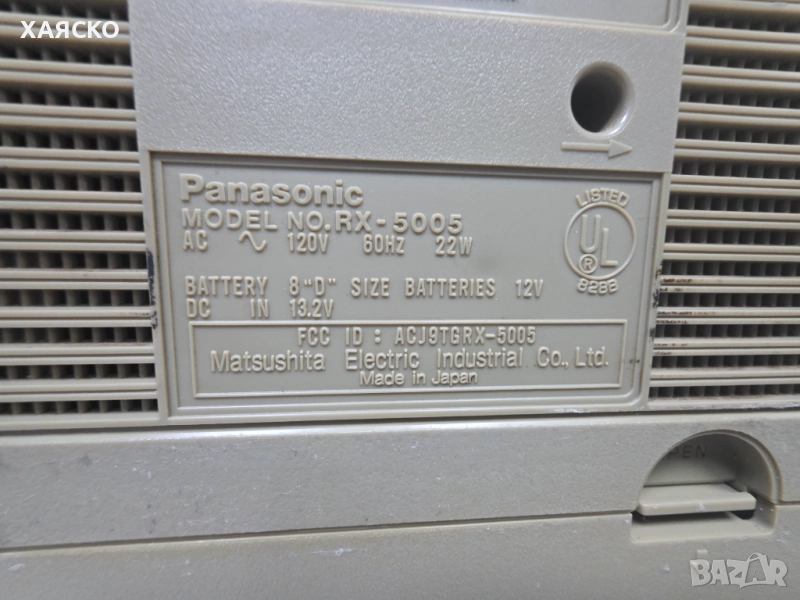 ХАЯСКО
Panasonic
MODEL NO. RX-5005
AC 120V 60HZ 22W
BATTERY 8"D" SIZE BATTERIES 12V
DC IN 13.2V
LISTED
UL
®
FCC ID : ACJ9TGRX-5005
Matsushita Electric Industrial Co., Ltd.
Made in Japan
BAZAR